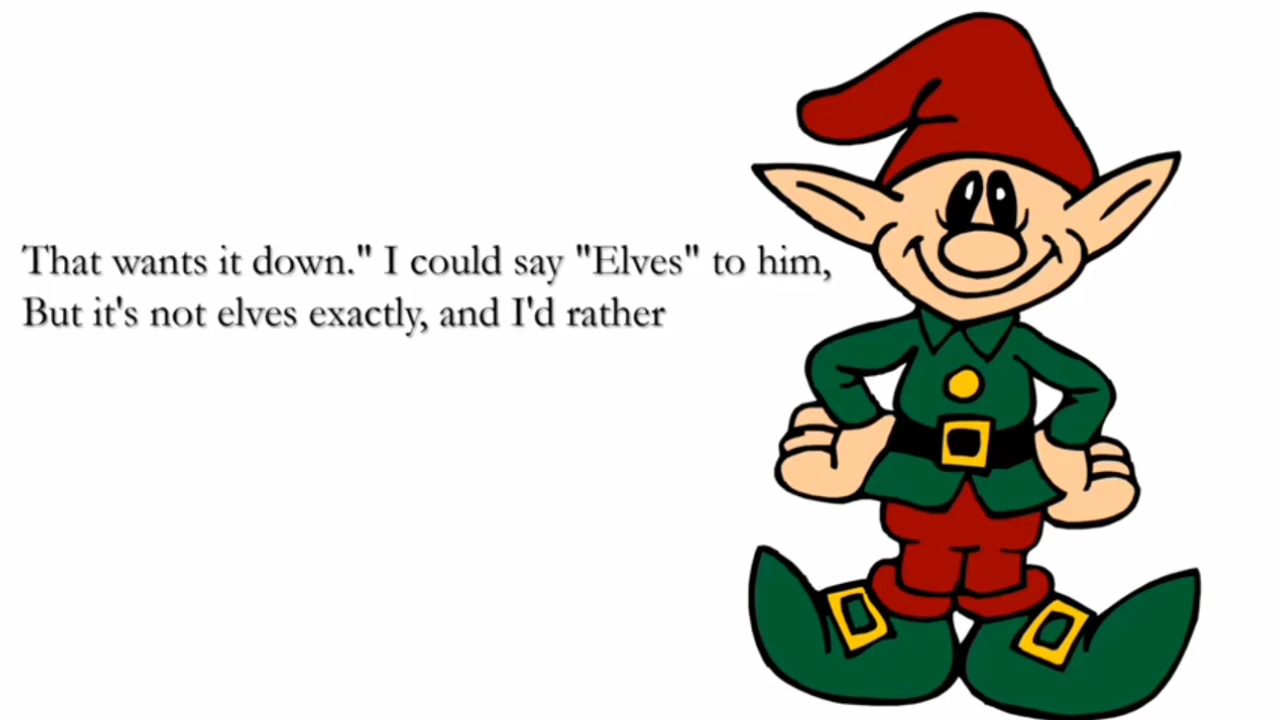 That wants it down." I could say "Elves" to him,
But it's not elves exactly, and I'd rather